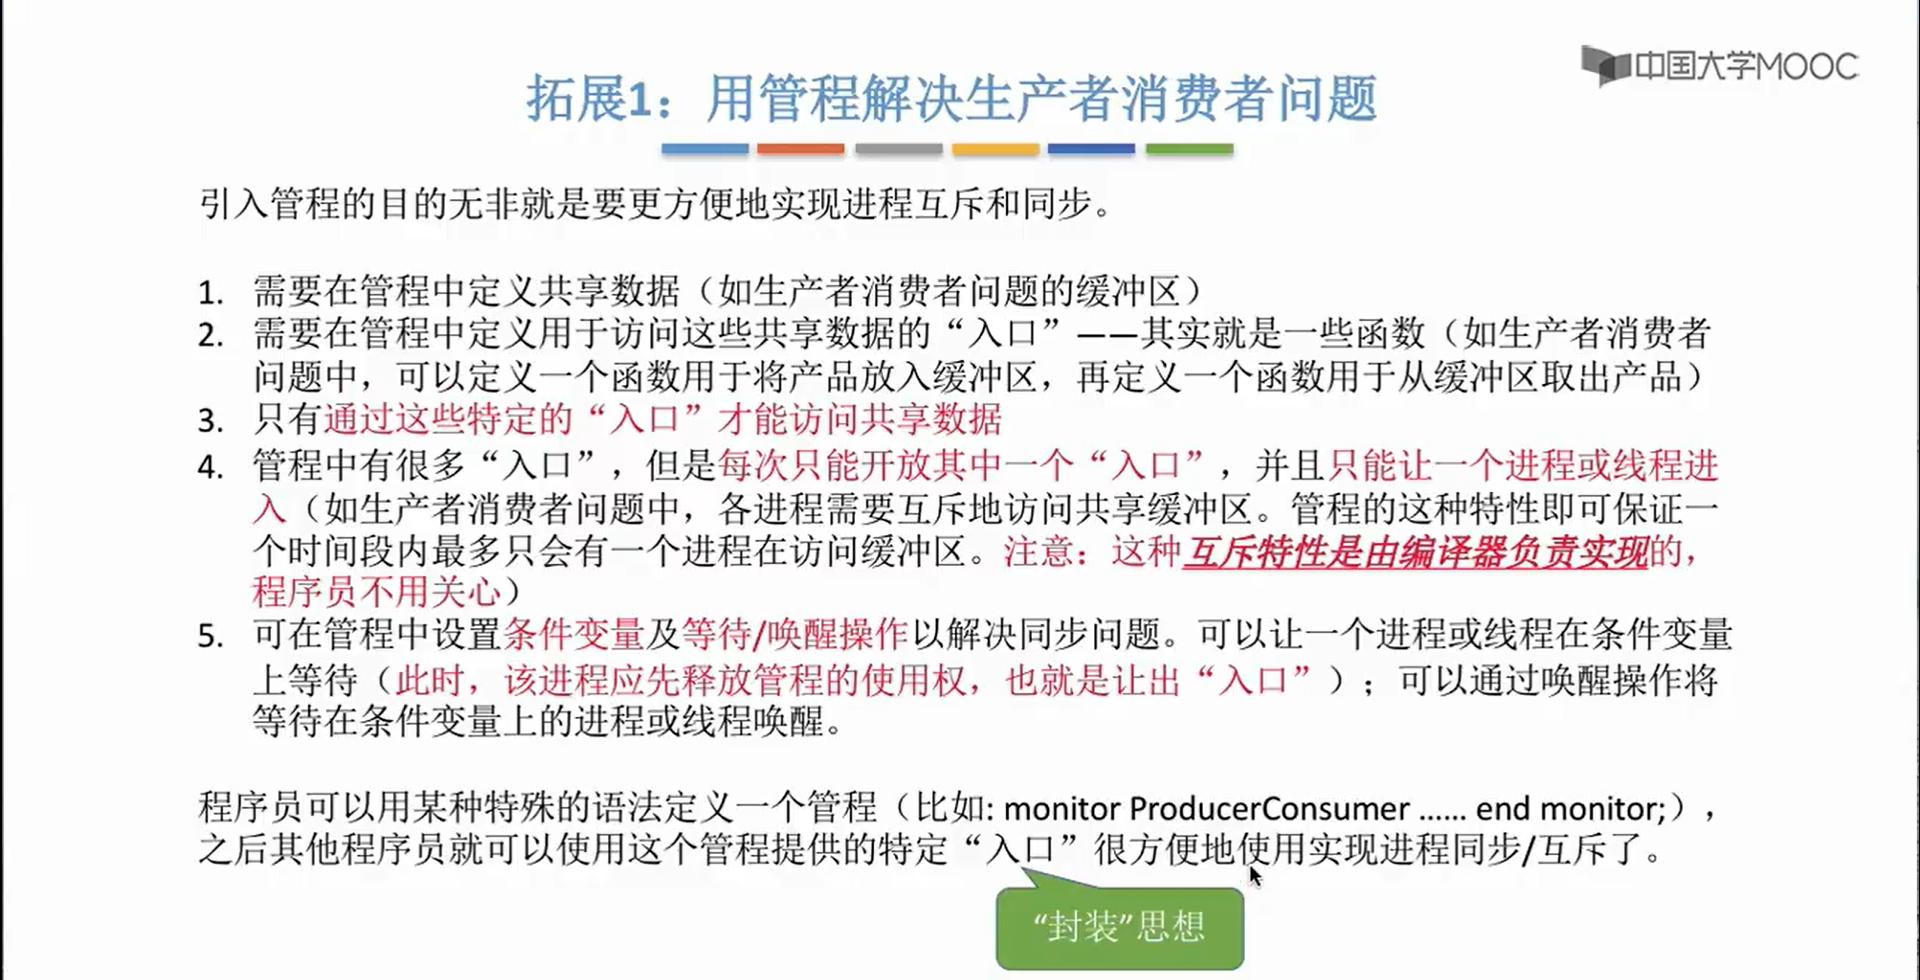 中国大学MOOC
拓展1：用管程解决生产者消费者问题
引入管程的目的无非就是要更方便地实现进程互斥和同步。
1. 需要在管程中定义共享数据（如生产者消费者问题的缓冲区）
2. 需要在管程中定义用于访问这些共享数据的“入口”——其实就是一些函数（如生产者消费者
问题中，可以定义一个函数用于将产品放入缓冲区，再定义一个函数用于从缓冲区取出产品）
3. 只有通过这些特定的“入口”才能访问共享数据
4. 管程中有很多“入口”，但是每次只能开放其中一个“入口”，并且只能让一个进程或线程进
入（如生产者消费者问题中，各进程需要互斥地访问共享缓冲区。管程的这种特性即可保证一
个时间段内最多只会有一个进程在访问缓冲区。注意：这种互斥特性是由编译器负责实现的，
程序员不用关心）
5. 可在管程中设置条件变量及等待/唤醒操作以解决同步问题。可以让一个进程或线程在条件变量
上等待（此时，该进程应先释放管程的使用权，也就是让出“入口”）；可以通过唤醒操作将
等待在条件变量上的进程或线程唤醒。
程序员可以用某种特殊的语法定义一个管程（比如: monitor ProducerConsumer …… end monitor;），
之后其他程序员就可以使用这个管程提供的特定“入口”很方便地使用实现进程同步/互斥了。
“封装”思想